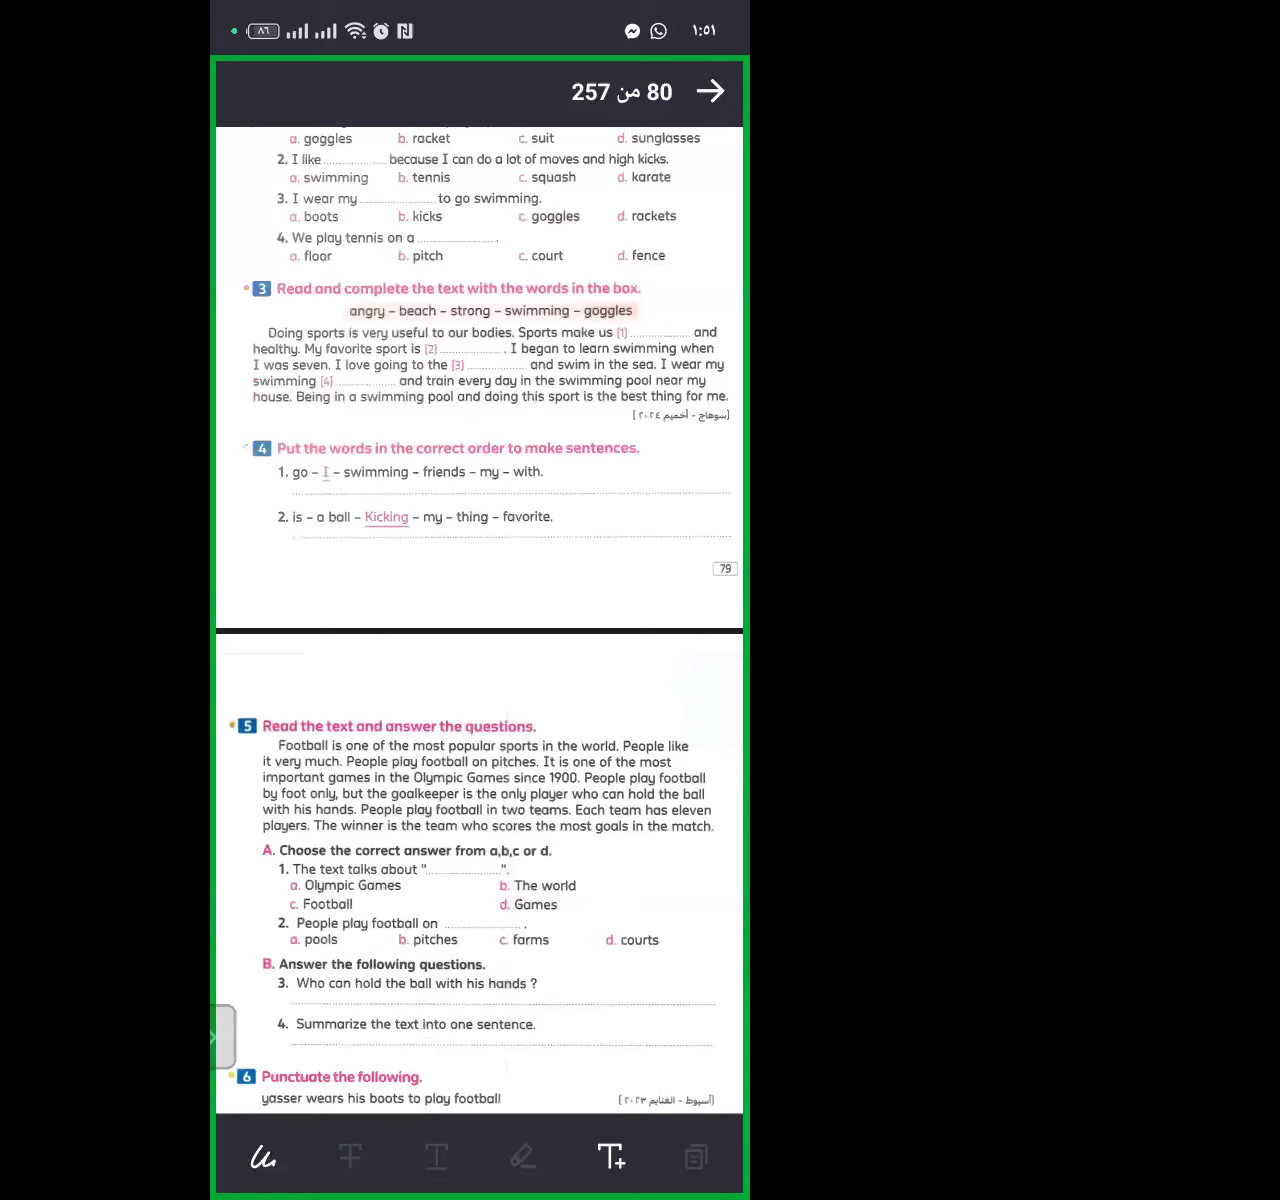 ٨٦
١:٥١
80 من 257
a. goggles b. racket c. suit d. sunglasses
2. I like .................. because I can do a lot of moves and high kicks.
a. swimming b. tennis c. squash d. karate
3. I wear my .................. to go swimming.
a. boots b. kicks c. goggles d. rackets
4. We play tennis on a .................. .
a. floor b. pitch c. court d. fence
3 Read and complete the text with the words in the box.
angry – beach – strong – swimming – goggles
Doing sports is very useful to our bodies. Sports make us (1) .................. and
healthy. My favorite sport is (2) .................. . I began to learn swimming when
I was seven. I love going to the (3) .................. and swim in the sea. I wear my
swimming (4) .................. and train every day in the swimming pool near my
house. Being in a swimming pool and doing this sport is the best thing for me.
(سوهاج - أخميم ٢٠٢٤)
4 Put the words in the correct order to make sentences.
1. go – I – swimming – friends – my – with.
2. is – a ball – Kicking – my – thing – favorite.
79
5 Read the text and answer the questions.
Football is one of the most popular sports in the world. People like
it very much. People play football on pitches. It is one of the most
important games in the Olympic Games since 1900. People play football
by foot only, but the goalkeeper is the only player who can hold the ball
with his hands. People play football in two teams. Each team has eleven
players. The winner is the team who scores the most goals in the match.
A. Choose the correct answer from a,b,c or d.
1. The text talks about "..................".
a. Olympic Games b. The world
c. Football d. Games
2. People play football on .................. .
a. pools b. pitches c. farms d. courts
B. Answer the following questions.
3. Who can hold the ball with his hands ?
4. Summarize the text into one sentence.
6 Punctuate the following.
yasser wears his boots to play football (أسيوط - الغنايم ٢٠٢٣)